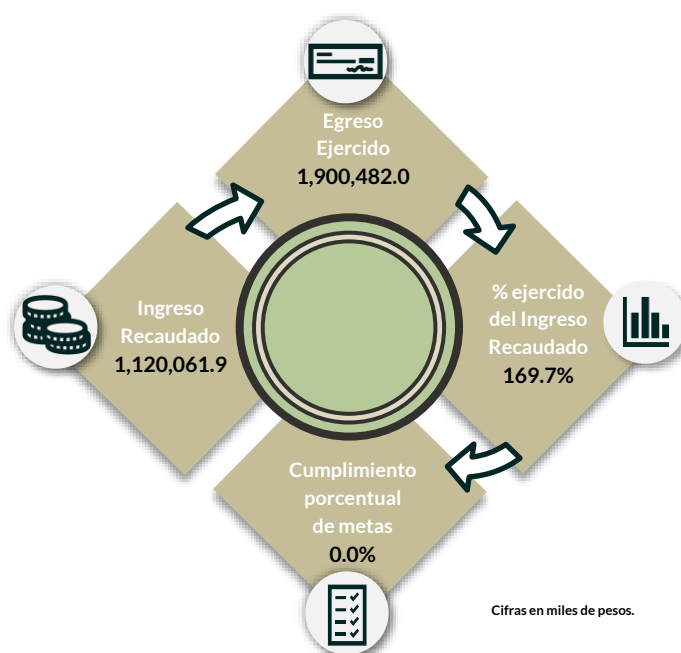 Egreso
Ejercido
1,900,482.0
Ingreso
Recaudado
1,120,061.9
% ejercido
del Ingreso
Recaudado
169.7%
Cumplimiento
porcentual
de metas
0.0%
Cifras en miles de pesos.